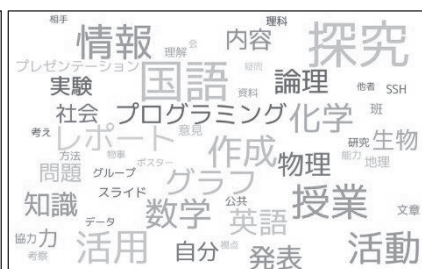 相手
情報
理解
会
内容
理科
探究
プレゼンテーション
国語
疑問
実験
資料
論理
他者
SSH
社会
プログラミング
化学
班
考え
レポート
意見
作成
物理
研究
生物
方法
物事
ポスター
能力
地理
問題
グループ
グラフ
知識
スライド
数学
公共
英語
授業
文章
データ
協力
力
考察
活用
自分
視点
発表
活動